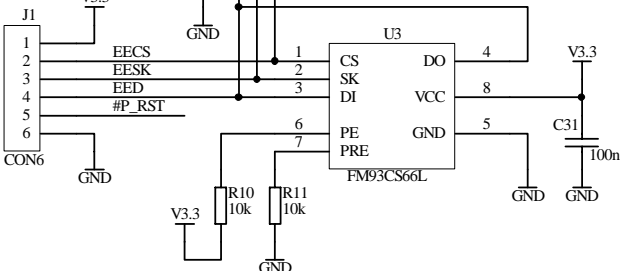 V3.3
J1
GND
U3
1
EECS
1
CS
DO
4
V3.3
2
EESK
2
SK
3
EED
3
DI
VCC
8
4
#P_RST
5
6
PE
GND
5
C31
6
7
PRE
100n
CON6
GND
FM93CS66L
R10
R11
V3.3
10k
10k
GND
GND
GND